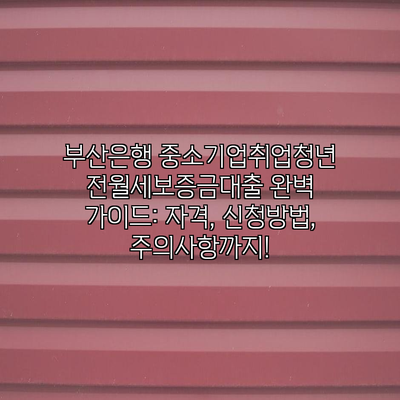 부산은행 중소기업취업청년
전월세보증금대출 완벽
가이드: 자격, 신청방법,
주의사항까지!